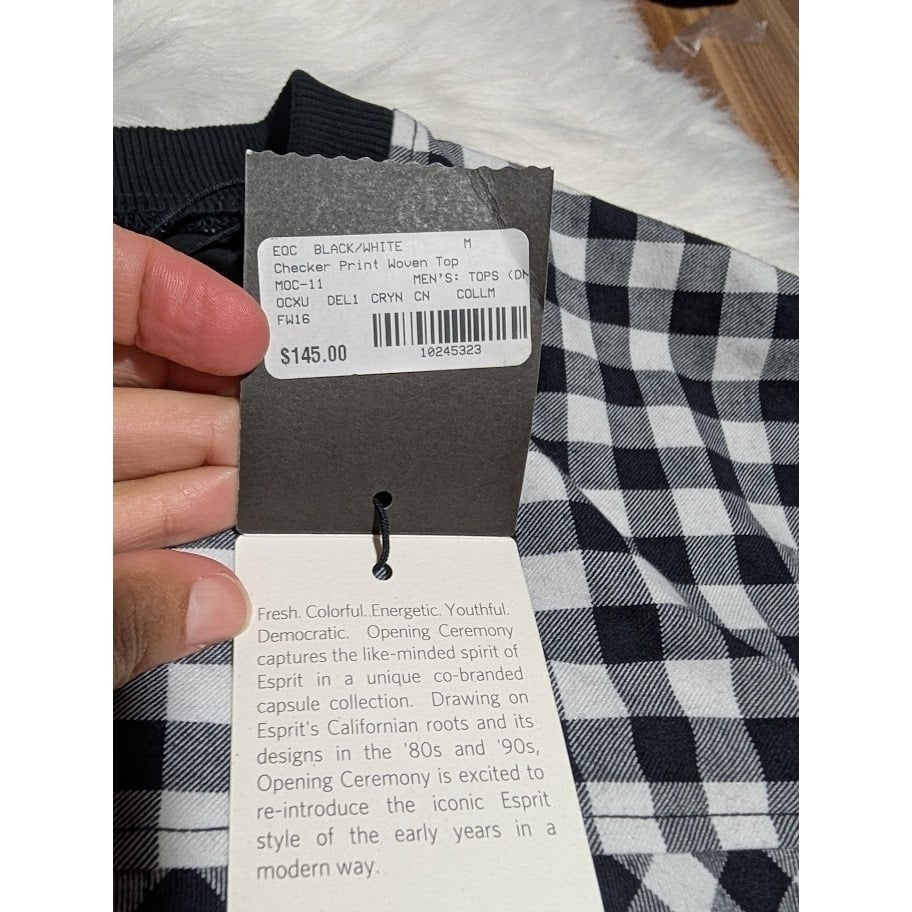 EOC BLACK/WHITE M
Checker Print Woven Top
MOC-11 MEN'S: TOPS (DN
OCXU DEL1 CRYN CN COLLM
FW16
$145.00 10245323
Fresh. Colorful. Energetic. Youthful.
Democratic. Opening Ceremony
captures the like-minded spirit of
Esprit in a unique co-branded
capsule collection. Drawing on
Esprit's Californian roots and its
designs in the '80s and '90s,
Opening Ceremony is excited to
re-introduce the iconic Esprit
style of the early years in a
modern way.